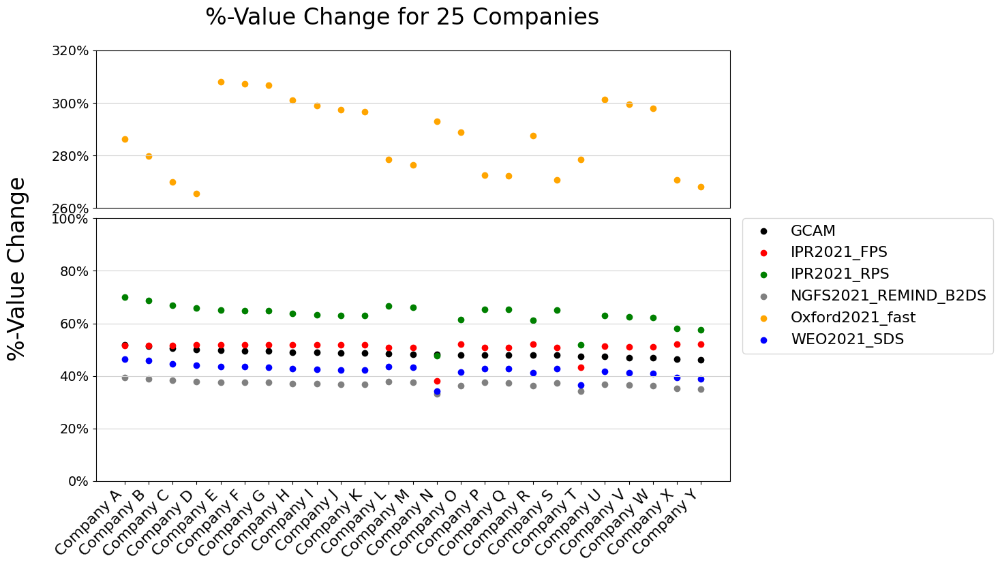 %-Value Change for 25 Companies
%-Value Change
320%
300%
280%
260%
100%
80%
60%
40%
20%
0%
GCAM
IPR2021_FPS
IPR2021_RPS
NGFS2021_REMIND_B2DS
Oxford2021_fast
WEO2021_SDS
Company A
Company B
Company C
Company D
Company E
Company F
Company G
Company H
Company I
Company J
Company K
Company L
Company M
Company N
Company O
Company P
Company Q
Company R
Company S
Company T
Company U
Company V
Company W
Company X
Company Y